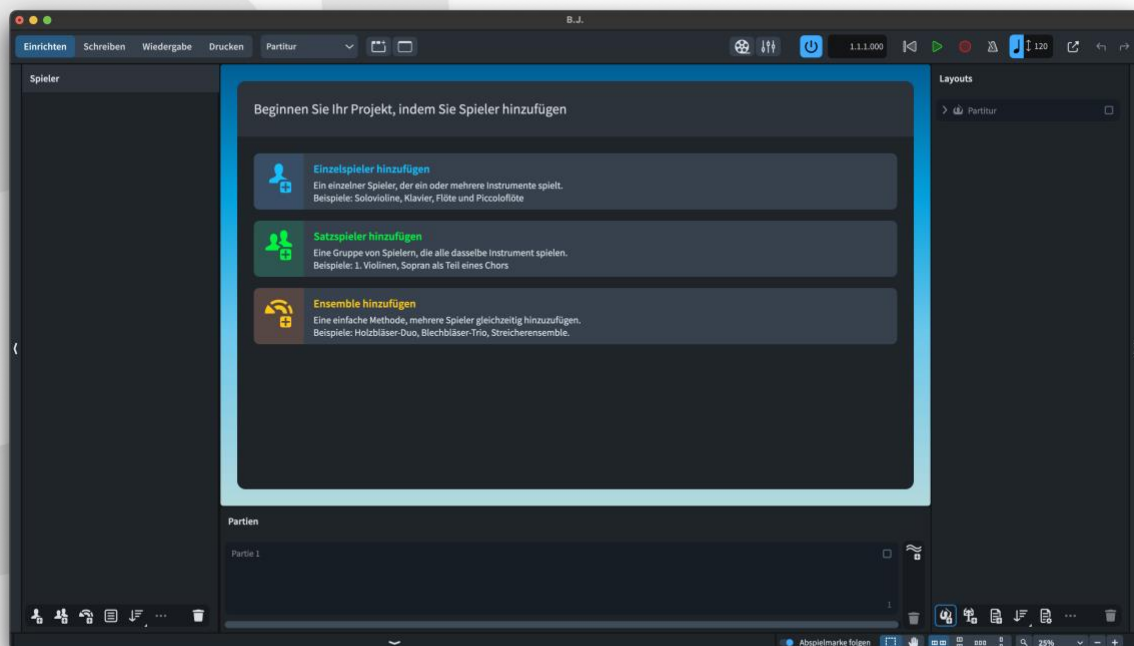 B.J.
Einrichten Schreiben Wiedergabe Drucken Partitur 1.1.1.000 120
Spieler
Layouts
Beginnen Sie Ihr Projekt, indem Sie Spieler hinzufügen
Partitur
Einzelspieler hinzufügen
Ein einzelner Spieler, der ein oder mehrere Instrumente spielt.
Beispiele: Solovioline, Klavier, Flöte und Piccoloflöte
Satzspieler hinzufügen
Eine Gruppe von Spielern, die alle dasselbe Instrument spielen.
Beispiele: 1. Violinen, Sopran als Teil eines Chors
Ensemble hinzufügen
Eine einfache Methode, mehrere Spieler gleichzeitig hinzuzufügen.
Beispiele: Holzbläser-Duo, Blechbläser-Trio, Streicherensemble.
Partien
Partie 1
1
Abspielmarke folgen 25%